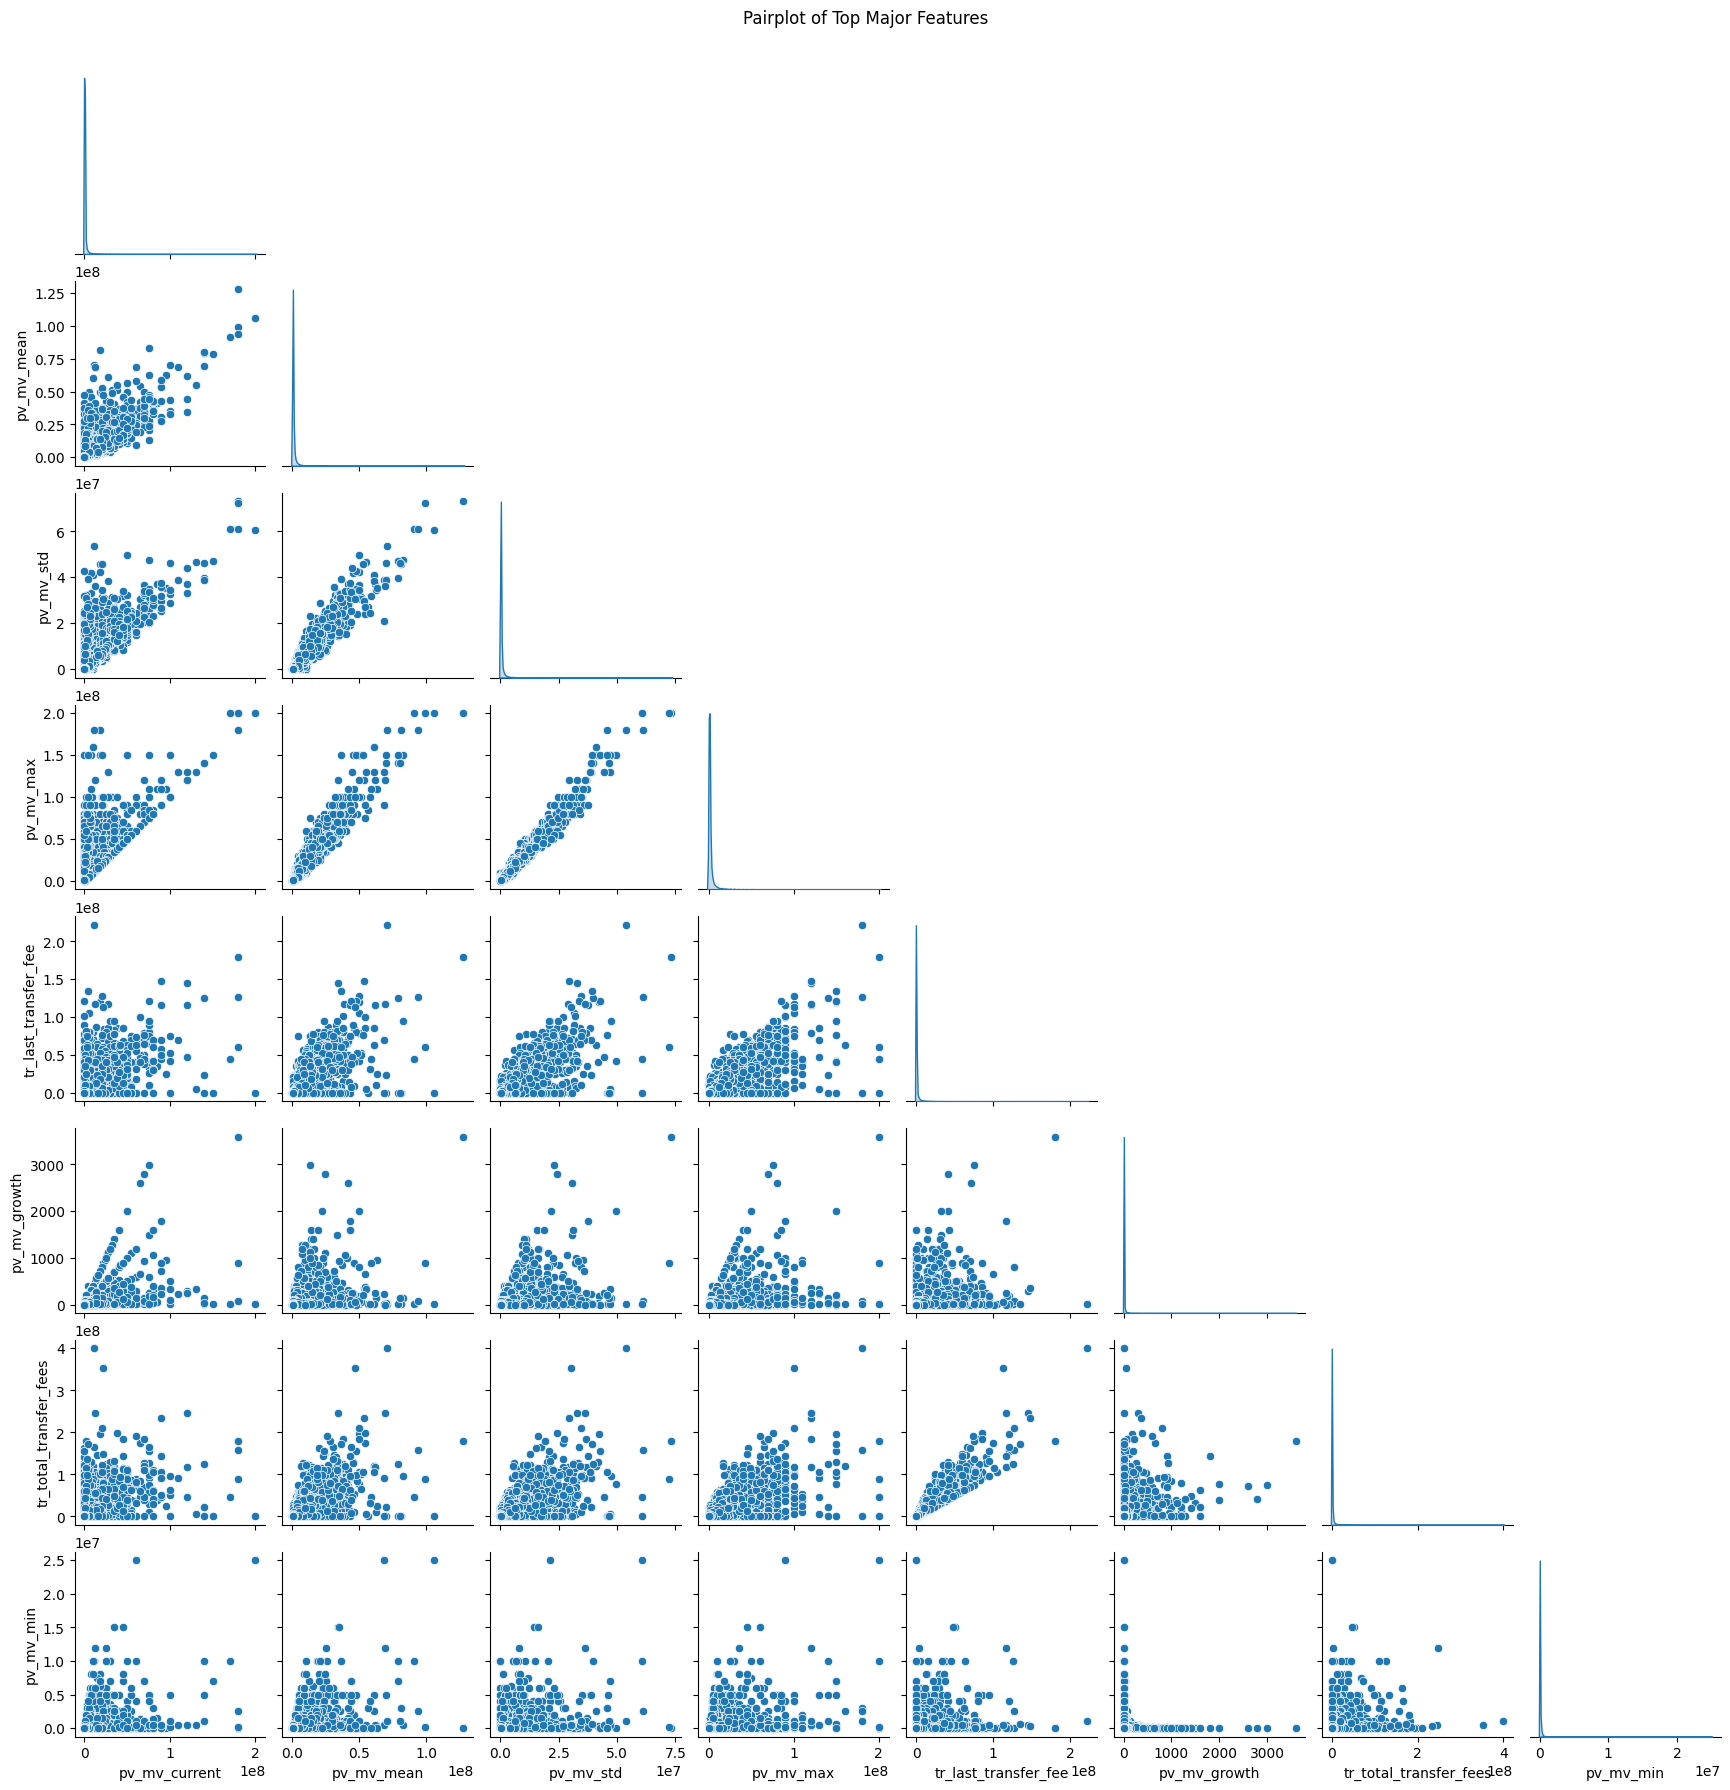 Pairplot of Top Major Features
1e8
pv_mv_mean
1.25
1.00
0.75
0.50
0.25
0.00
1e7
pv_mv_std
6
4
2
0
1e8
pv_mv_max
2.0
1.5
1.0
0.5
0.0
1e8
tr_last_transfer_fee
2.0
1.5
1.0
0.5
0.0
pv_mv_growth
3000
2000
1000
0
1e8
tr_total_transfer_fees
4
3
2
1
0
1e7
pv_mv_min
2.5
2.0
1.5
1.0
0.5
0.0
0 1 2
1e8
pv_mv_current
0.0 0.5 1.0
1e8
pv_mv_mean
0.0 2.5 5.0 7.5
1e7
pv_mv_std
0 1 2
1e8
pv_mv_max
0 1 2
1e8
tr_last_transfer_fee
0 1000 2000 3000
pv_mv_growth
0 2 4
1e8
tr_total_transfer_fees
0 1 2
1e7
pv_mv_min